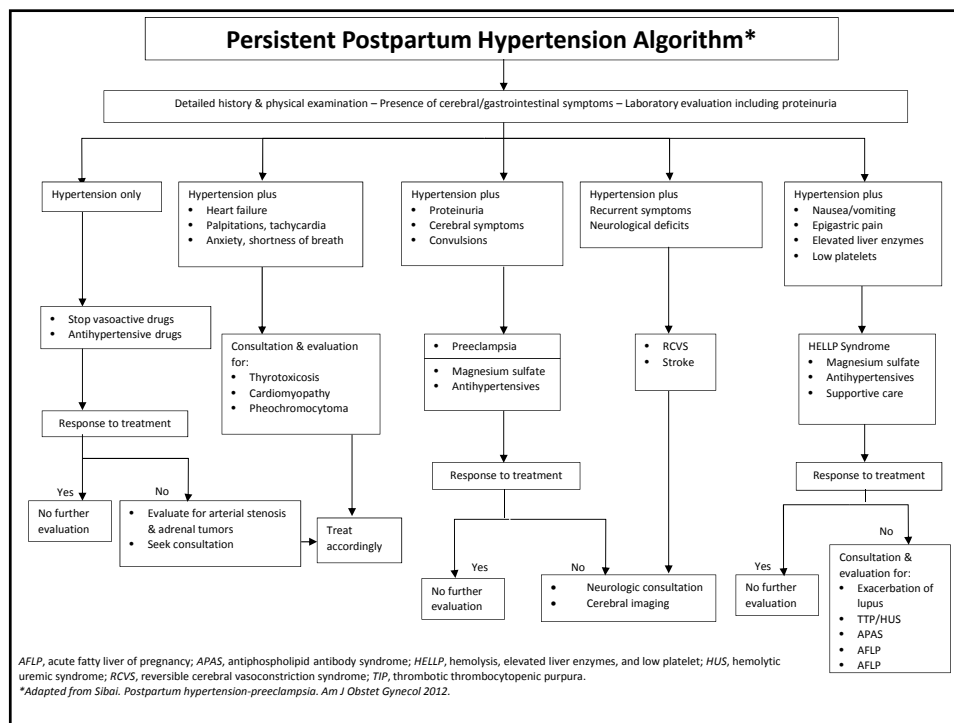 Persistent Postpartum Hypertension Algorithm*
Detailed history & physical examination – Presence of cerebral/gastrointestinal symptoms – Laboratory evaluation including proteinuria
Hypertension only
Hypertension plus
• Heart failure
• Palpitations, tachycardia
• Anxiety, shortness of breath
Hypertension plus
• Proteinuria
• Cerebral symptoms
• Convulsions
Hypertension plus
Recurrent symptoms
Neurological deficits
Hypertension plus
• Nausea/vomiting
• Epigastric pain
• Elevated liver enzymes
• Low platelets
• Stop vasoactive drugs
• Antihypertensive drugs
Consultation & evaluation
for:
• Thyrotoxicosis
• Cardiomyopathy
• Pheochromocytoma
• Preeclampsia
• Magnesium sulfate
• Antihypertensives
• RCVS
• Stroke
HELLP Syndrome
• Magnesium sulfate
• Antihypertensives
• Supportive care
Response to treatment
Response to treatment
Response to treatment
Yes
No
No further
evaluation
• Evaluate for arterial stenosis
& adrenal tumors
• Seek consultation
Treat
accordingly
Yes
No
No further
evaluation
• Neurologic consultation
• Cerebral imaging
Yes
No
No further
evaluation
Consultation &
evaluation for:
• Exacerbation of
lupus
• TTP/HUS
• APAS
• AFLP
• AFLP
AFLP, acute fatty liver of pregnancy; APAS, antiphospholipid antibody syndrome; HELLP, hemolysis, elevated liver enzymes, and low platelet; HUS, hemolytic
uremic syndrome; RCVS, reversible cerebral vasoconstriction syndrome; TIP, thrombotic thrombocytopenic purpura.
*Adapted from Sibai. Postpartum hypertension-preeclampsia. Am J Obstet Gynecol 2012.